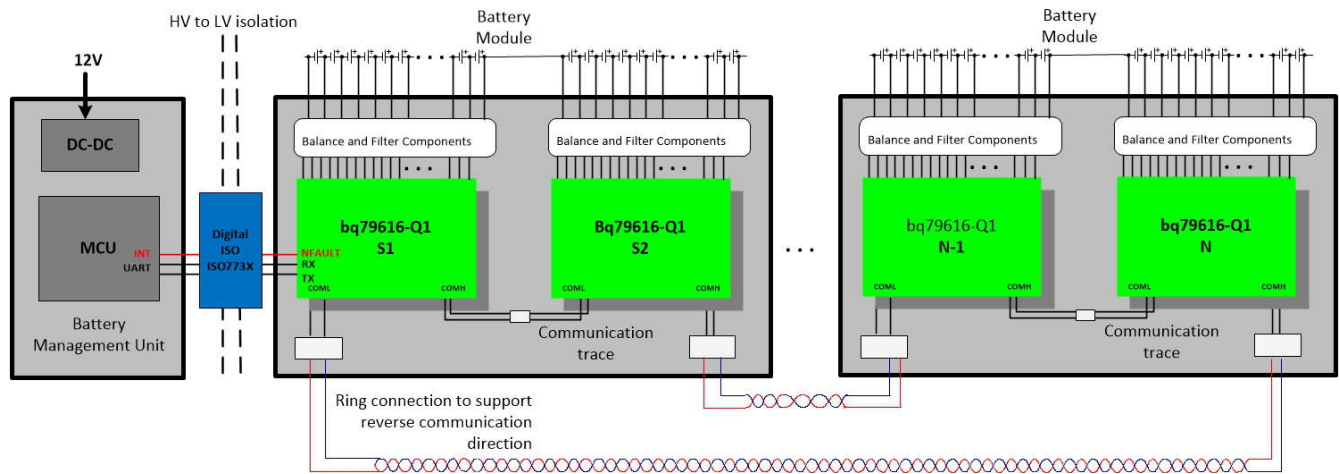 HV to LV isolation
Battery
Module
Battery
Module
12V
DC-DC
Balance and Filter Components
Balance and Filter Components
Balance and Filter Components
Balance and Filter Components
MCU
INT
UART
Digital
ISO
ISO773X
bq79616-Q1
S1
NFAULT
RX
TX
COML
COMH
Bq79616-Q1
S2
COML
COMH
...
bq79616-Q1
N-1
COML
COMH
bq79616-Q1
N
COML
COMH
Battery
Management Unit
Communication
trace
Communication
trace
Ring connection to support
reverse communication
direction